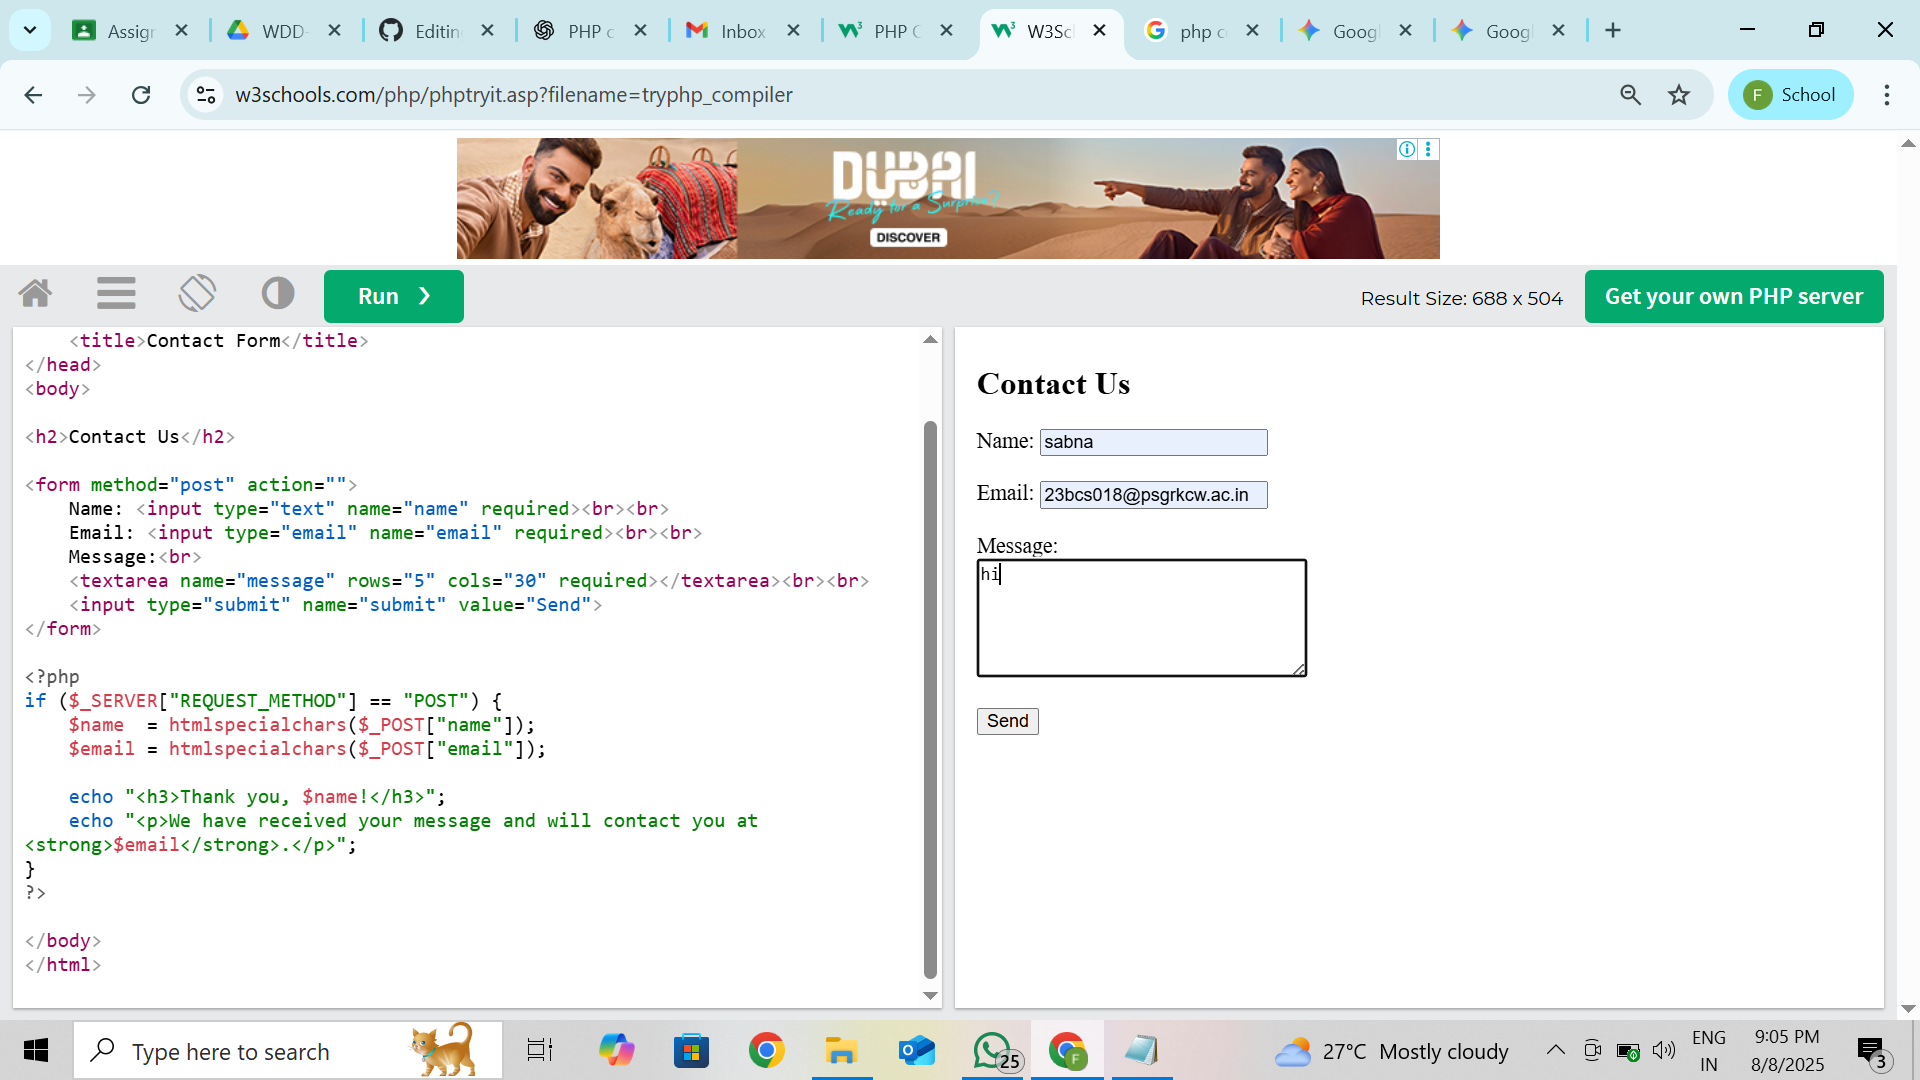 Assigr
WDD-
Editin
PHP c
Inbox
PHP C
W3Sc
php c
Googl
Googl
w3schools.com/php/phptryit.asp?filename=tryphp_compiler
F School
DUBAI
Ready for a Surprise?
DISCOVER
Run ❯
Result Size: 688 x 504
Get your own PHP server
<title>Contact Form</title>
</head>
<body>
<h2>Contact Us</h2>
<form method="post" action="">
Name: <input type="text" name="name" required><br><br>
Email: <input type="email" name="email" required><br><br>
Message:<br>
<textarea name="message" rows="5" cols="30" required></textarea><br><br>
<input type="submit" name="submit" value="Send">
</form>
<?php
if ($_SERVER["REQUEST_METHOD"] == "POST") {
$name  = htmlspecialchars($_POST["name"]);
$email = htmlspecialchars($_POST["email"]);
echo "<h3>Thank you, $name!</h3>";
echo "<p>We have received your message and will contact you at
<strong>$email</strong>.</p>";
}
?>
</body>
</html>
Contact Us
Name: sabna
Email: 23bcs018@psgrkcw.ac.in
Message:
hi
Send
Type here to search
25
F
27°C Mostly cloudy
ENG
IN
9:05 PM
8/8/2025
3